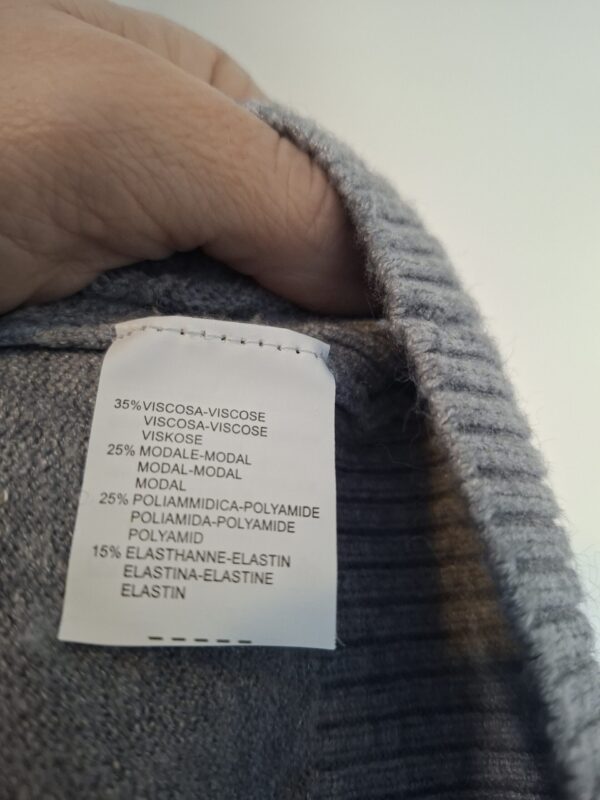 35%VISCOSA-VISCOSE
VISCOSA-VISCOSE
VISKOSE
25% MODALE-MODAL
MODAL-MODAL
MODAL
25% POLIAMMIDICA-POLYAMIDE
POLIAMIDA-POLYAMIDE
POLYAMID
15% ELASTHANNE-ELASTIN
ELASTINA-ELASTINE
ELASTIN